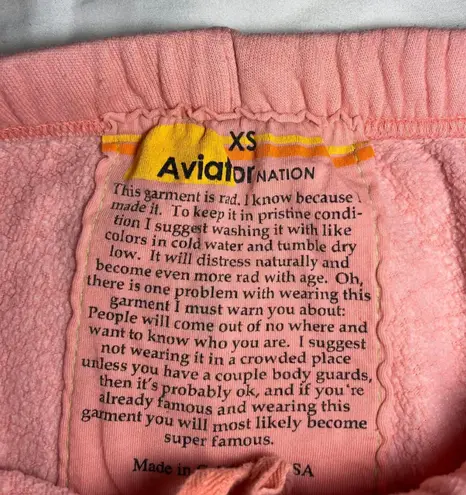 XS
Aviator NATION
This garment is rad. I know because I
made it. To keep it in pristine condi-
tion I suggest washing it with like
colors in cold water and tumble dry
low. It will distress naturally and
become even more rad with age. Oh,
there is one problem with wearing this
garment I must warn you about:
People will come out of no where and
want to know who you are. I suggest
not wearing it in a crowded place
unless you have a couple body guards,
then it's probably ok, and if you're
already famous and wearing this
garment you will most likely become
super famous.
Made in